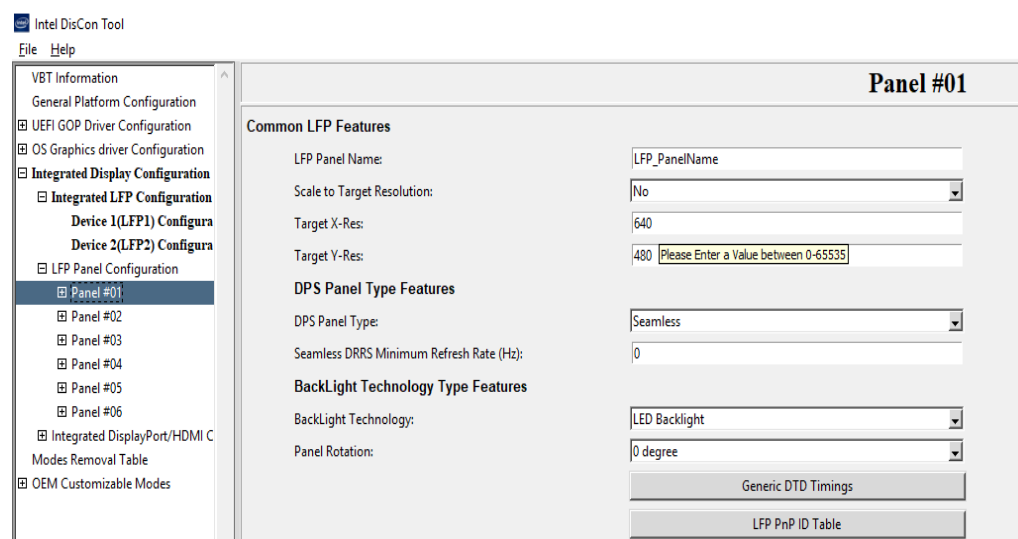 Intel DisCon Tool
File Help
VBT Information
General Platform Configuration
UEFI GOP Driver Configuration
OS Graphics driver Configuration
Integrated Display Configuration
Integrated LFP Configuration
Device 1(LFP1) Configura
Device 2(LFP2) Configura
LFP Panel Configuration
Panel #01
Panel #02
Panel #03
Panel #04
Panel #05
Panel #06
Integrated DisplayPort/HDMI C
Modes Removal Table
OEM Customizable Modes
Panel #01
Common LFP Features
LFP Panel Name: LFP_PanelName
Scale to Target Resolution: No
Target X-Res: 640
Target Y-Res: 480 Please Enter a Value between 0-65535
DPS Panel Type Features
DPS Panel Type: Seamless
Seamless DRRS Minimum Refresh Rate (Hz): 0
BackLight Technology Type Features
BackLight Technology: LED Backlight
Panel Rotation: 0 degree
Generic DTD Timings
LFP PnP ID Table